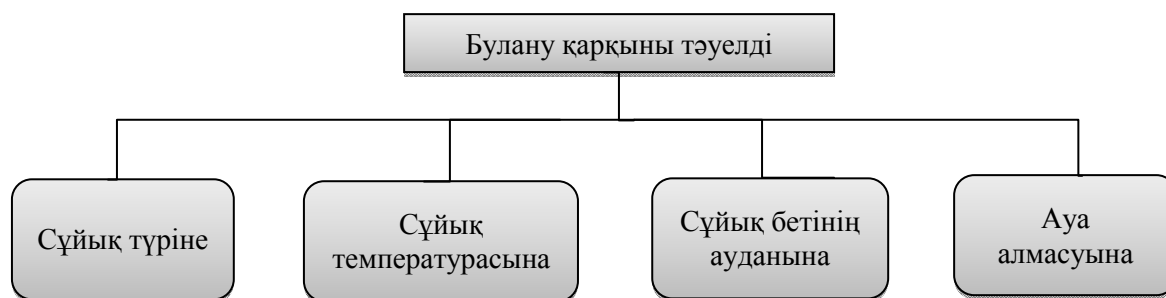 Булану қарқыны тәуелді
Сұйық түріне
Сұйық
температурасына
Сұйық бетінің
ауданына
Ауа
алмасуына